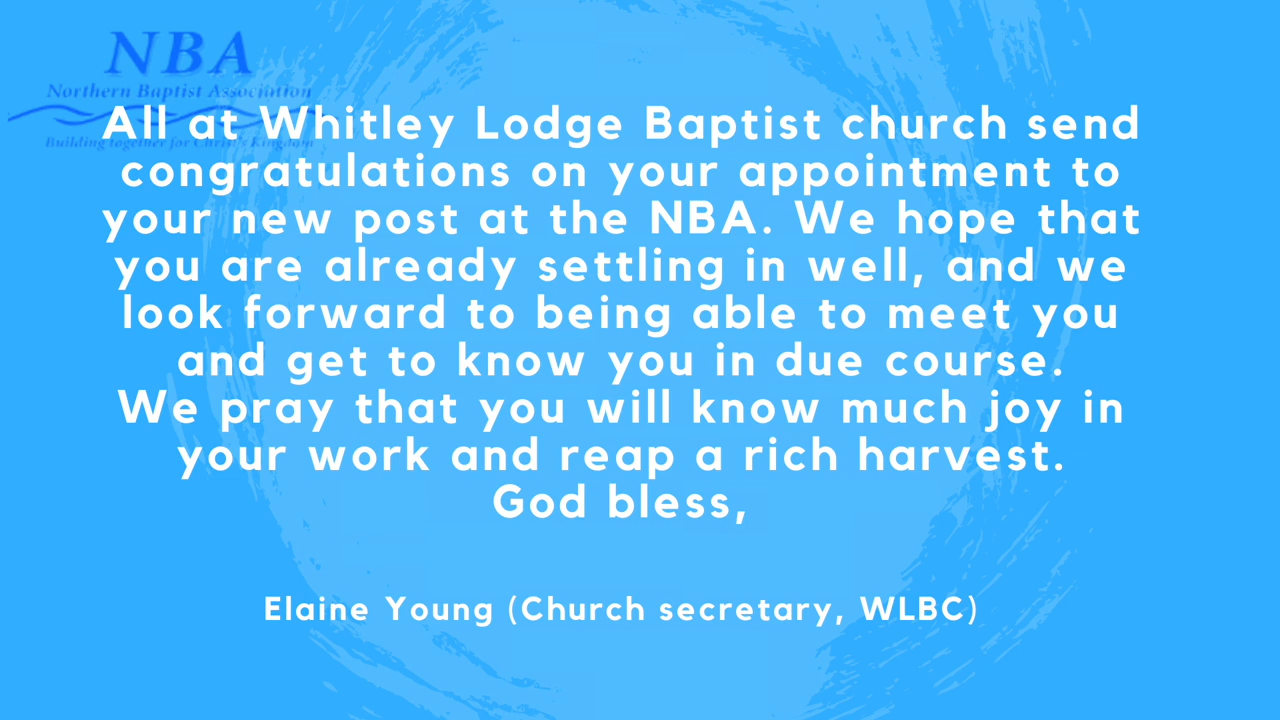 NBA
Northern Baptist Association
Building together for Christ's Kingdom
All at Whitley Lodge Baptist church send
congratulations on your appointment to
your new post at the NBA. We hope that
you are already settling in well, and we
look forward to being able to meet you
and get to know you in due course.
We pray that you will know much joy in
your work and reap a rich harvest.
God bless,
Elaine Young (Church secretary, WLBC)